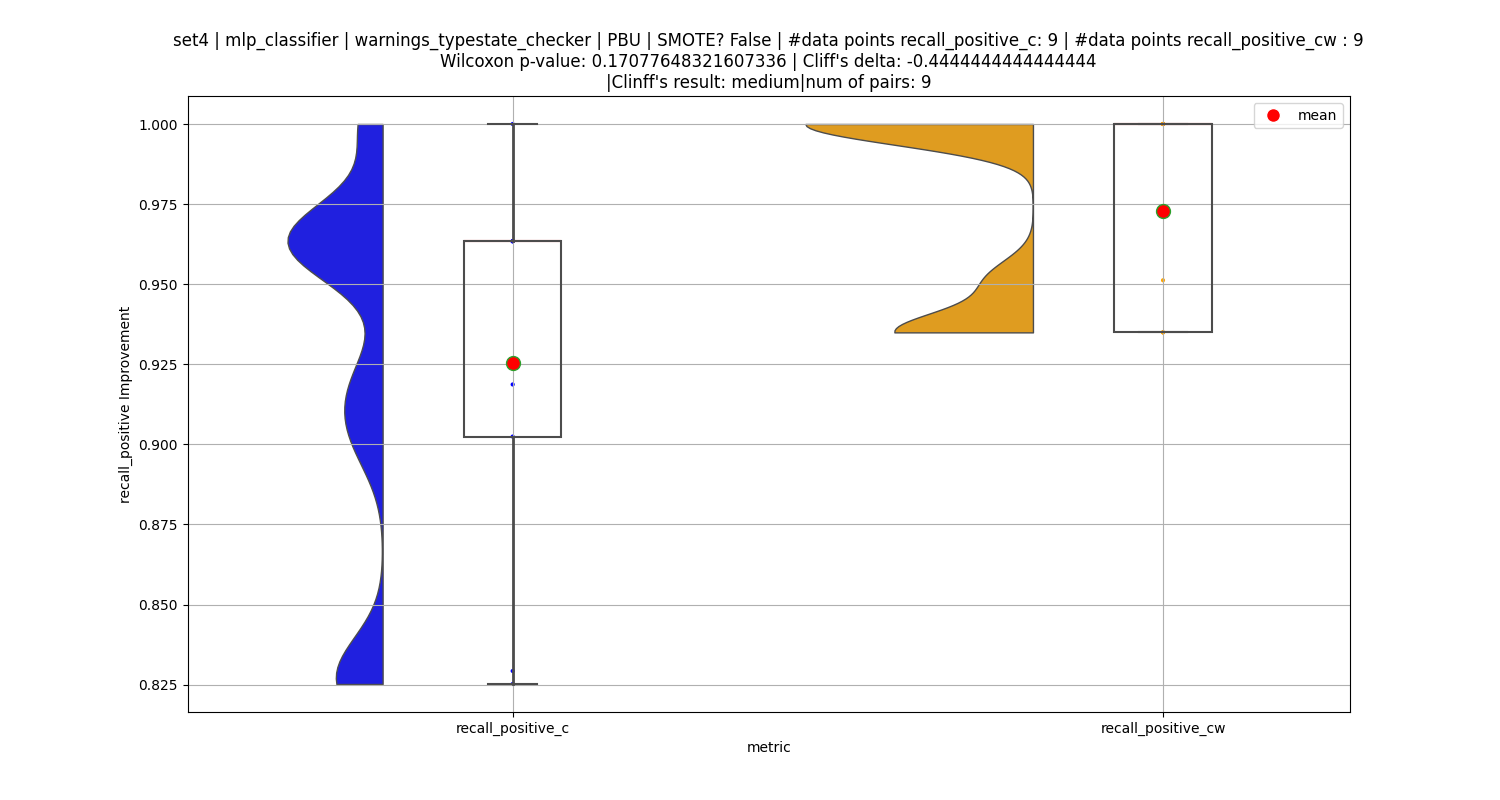 set4 | mlp_classifier | warnings_typestate_checker | PBU | SMOTE? False | #data points recall_positive_c: 9 | #data points recall_positive_cw : 9
Wilcoxon p-value: 0.17077648321607336 | Cliff's delta: -0.4444444444444444
|Clinff's result: medium|num of pairs: 9
mean
1.000
0.975
0.950
0.925
0.900
0.875
0.850
0.825
recall_positive Improvement
recall_positive_c
recall_positive_cw
metric